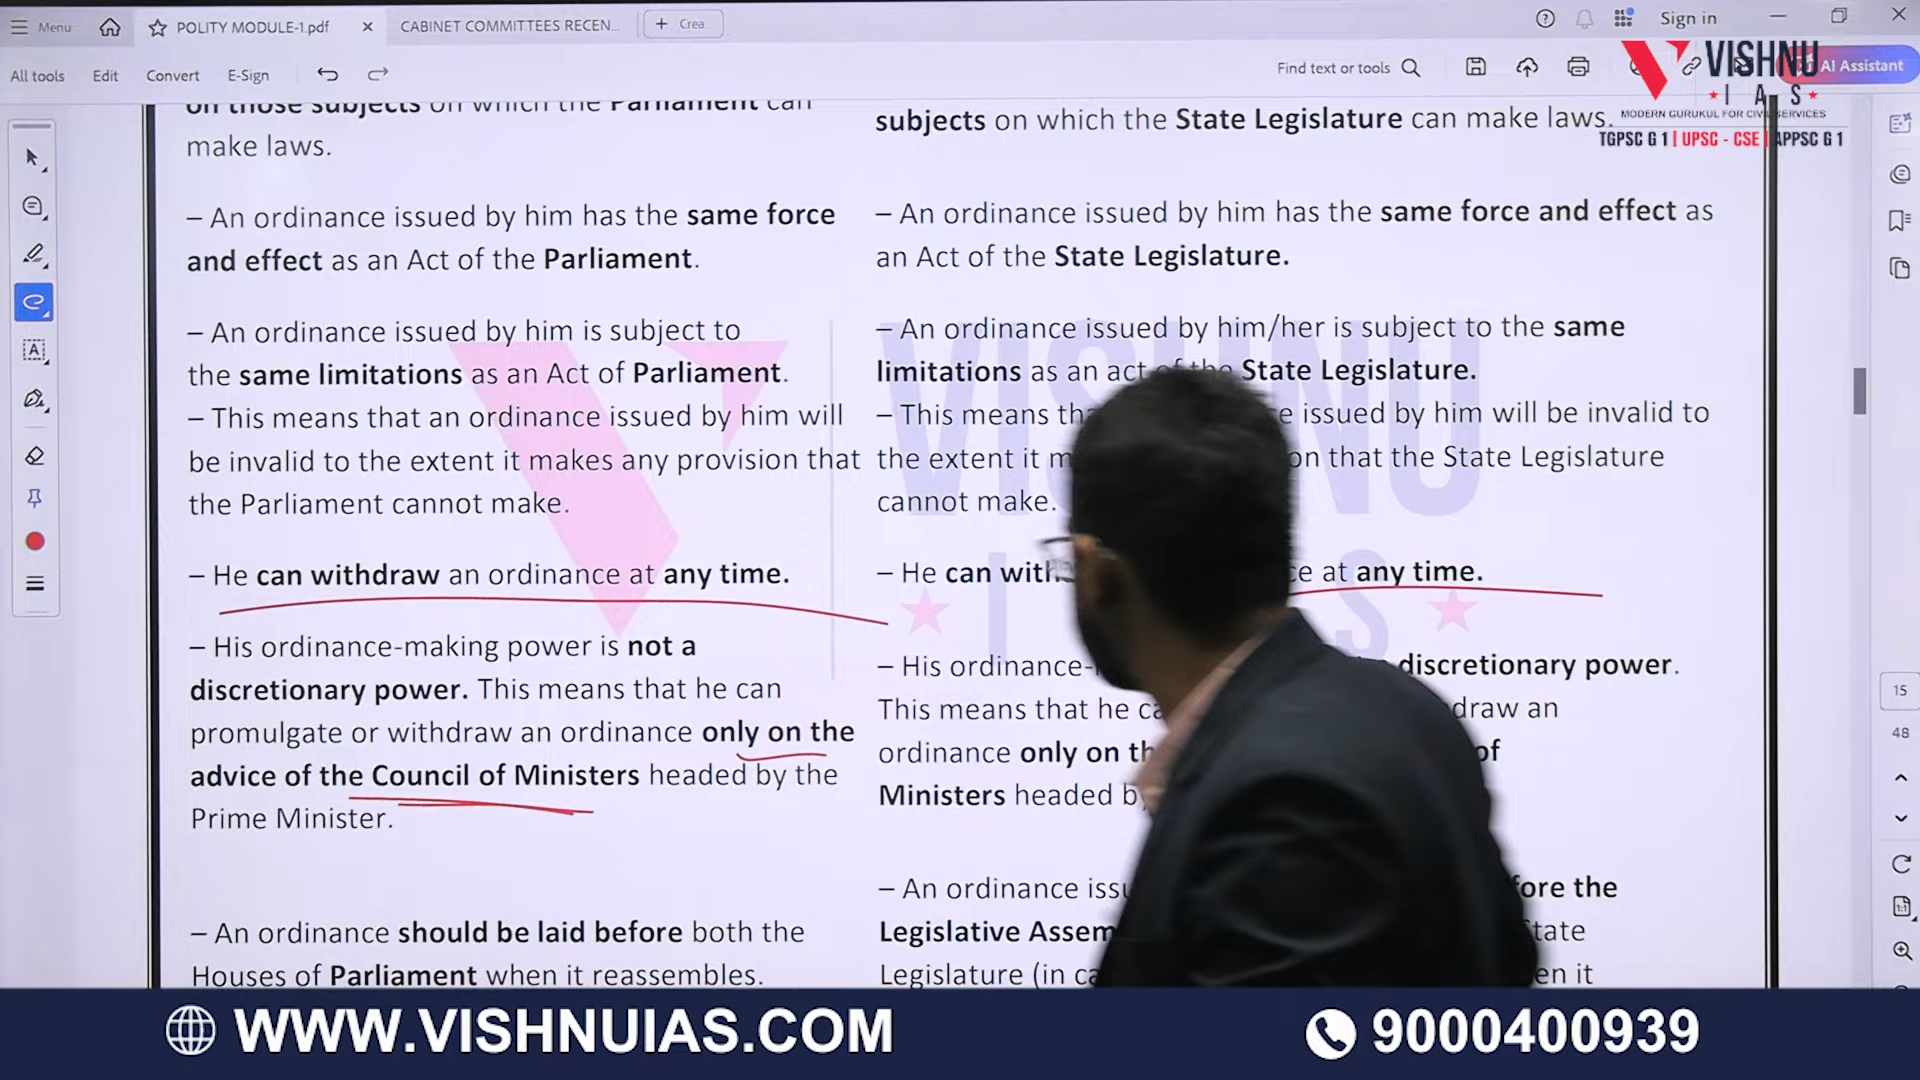 Menu
POLITY MODULE-1.pdf
CABINET COMMITTEES RECEN...
Crea
Sign in
All tools
Edit
Convert
E-Sign
Find text or tools
AI Assistant
VISHNU
IAS
MODERN GURUKUL FOR CIVIL SERVICES
TGPSC G 1 | UPSC - CSE | APPSC G 1
on those subjects on which the Parliament can
make laws.
– An ordinance issued by him has the same force
and effect as an Act of the Parliament.
– An ordinance issued by him is subject to
the same limitations as an Act of Parliament.
– This means that an ordinance issued by him will
be invalid to the extent it makes any provision that
the Parliament cannot make.
– He can withdraw an ordinance at any time.
– His ordinance-making power is not a
discretionary power. This means that he can
promulgate or withdraw an ordinance only on the
advice of the Council of Ministers headed by the
Prime Minister.
– An ordinance should be laid before both the
Houses of Parliament when it reassembles.
subjects on which the State Legislature can make laws.
– An ordinance issued by him has the same force and effect as
an Act of the State Legislature.
– An ordinance issued by him/her is subject to the same
limitations as an act of the State Legislature.
– This means issued by him will be invalid to
the extent it that the State Legislature
cannot make.
– He can at any time.
– His discretionary power.
This means that he an
ordinance only on of
Ministers headed
– An ordinance the
Legislative
Legislature (in it
VISHNU
IAS
15
48
WWW.VISHNUIAS.COM
9000400939